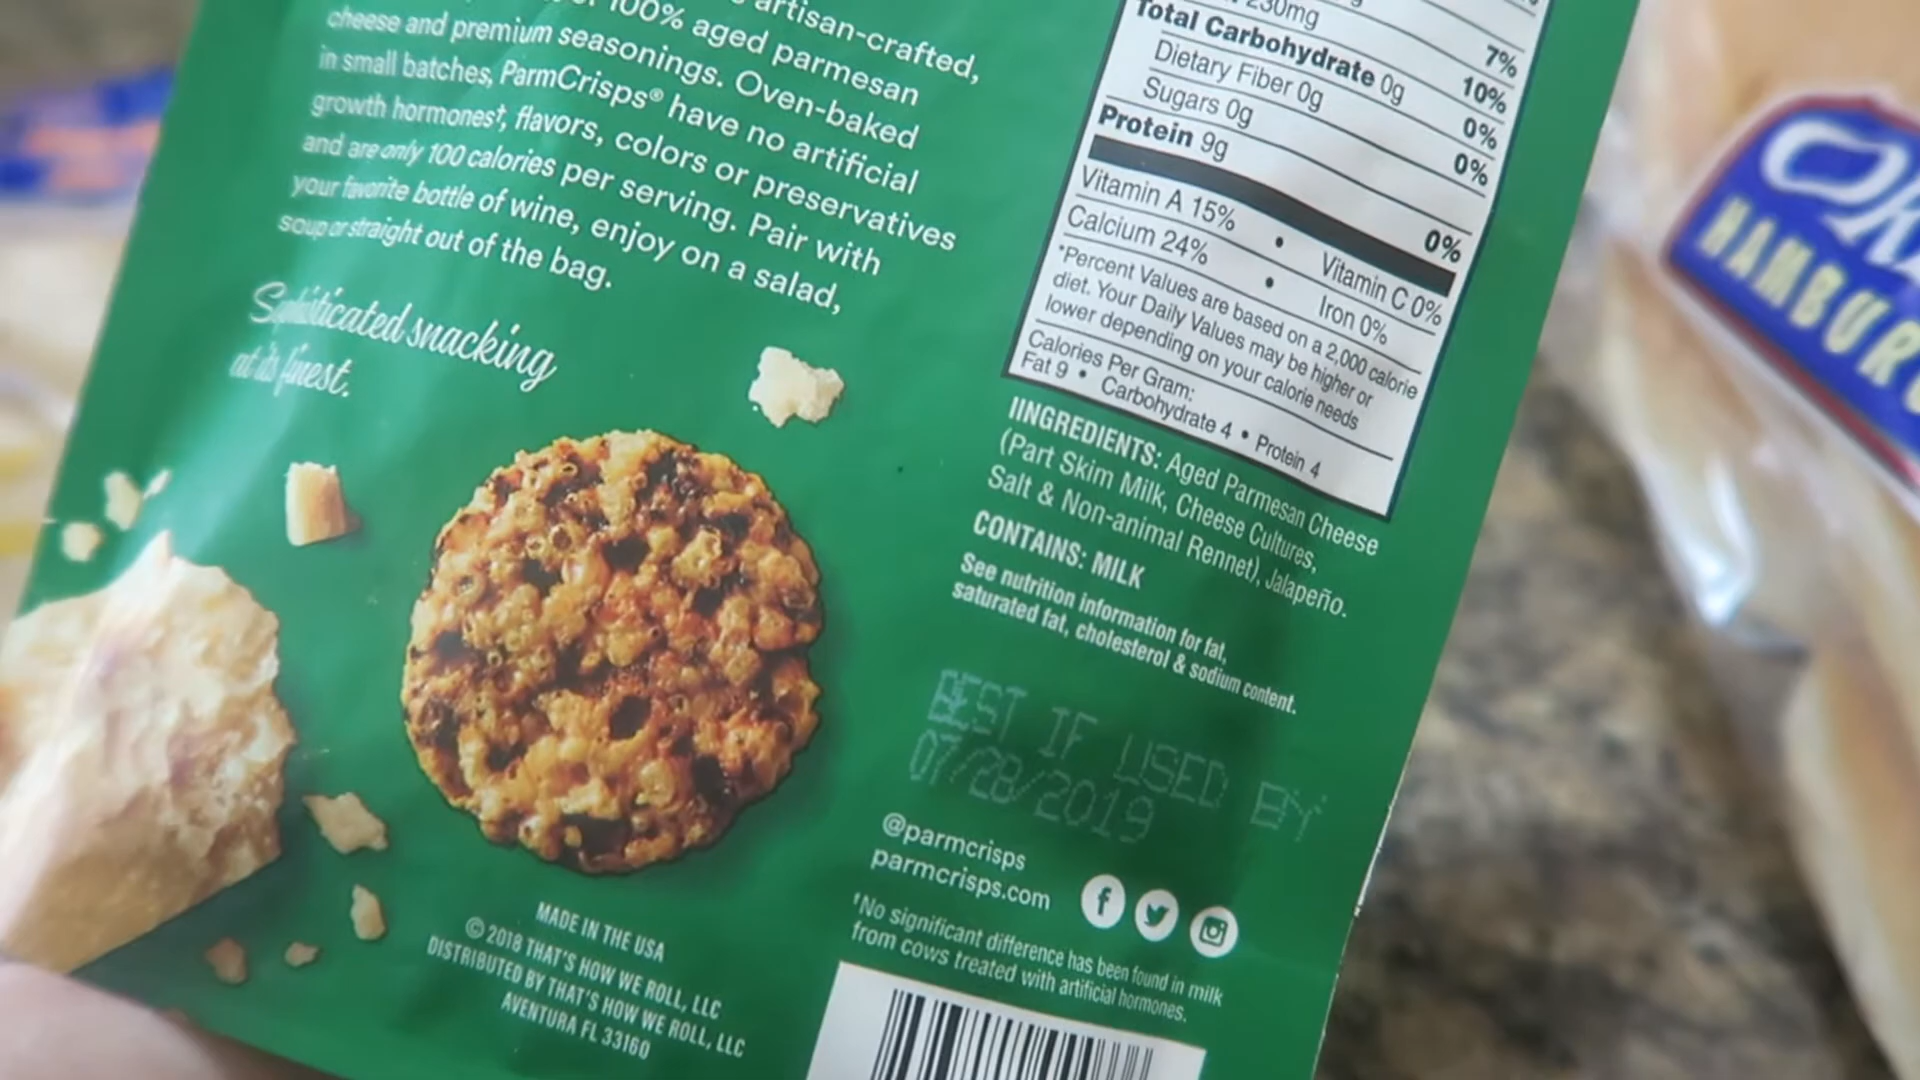 artisan-crafted,
100% aged parmesan
cheese and premium seasonings. Oven-baked
in small batches, ParmCrisps® have no artificial
growth hormones†, flavors, colors or preservatives
and are only 100 calories per serving. Pair with
your favorite bottle of wine, enjoy on a salad,
soup or straight out of the bag.
Sophisticated snacking
at its finest.
MADE IN THE USA
© 2018 THAT'S HOW WE ROLL, LLC
DISTRIBUTED BY THAT'S HOW WE ROLL, LLC
AVENTURA FL 33160
230mg
7%
10%
Total Carbohydrate 0g 0%
Dietary Fiber 0g 0%
Sugars 0g
Protein 9g 0%
Vitamin A 15% • Vitamin C 0%
Calcium 24% • Iron 0%
*Percent Values are based on a 2,000 calorie
diet. Your Daily Values may be higher or
lower depending on your calorie needs
Calories Per Gram:
Fat 9 • Carbohydrate 4 • Protein 4
IINGREDIENTS: Aged Parmesan Cheese
(Part Skim Milk, Cheese Cultures,
Salt & Non-animal Rennet), Jalapeño.
CONTAINS: MILK
See nutrition information for fat,
saturated fat, cholesterol & sodium content.
BEST IF USED BY
07/28/2019
@parmcrisps
parmcrisps.com
†No significant difference has been found in milk
from cows treated with artificial hormones.